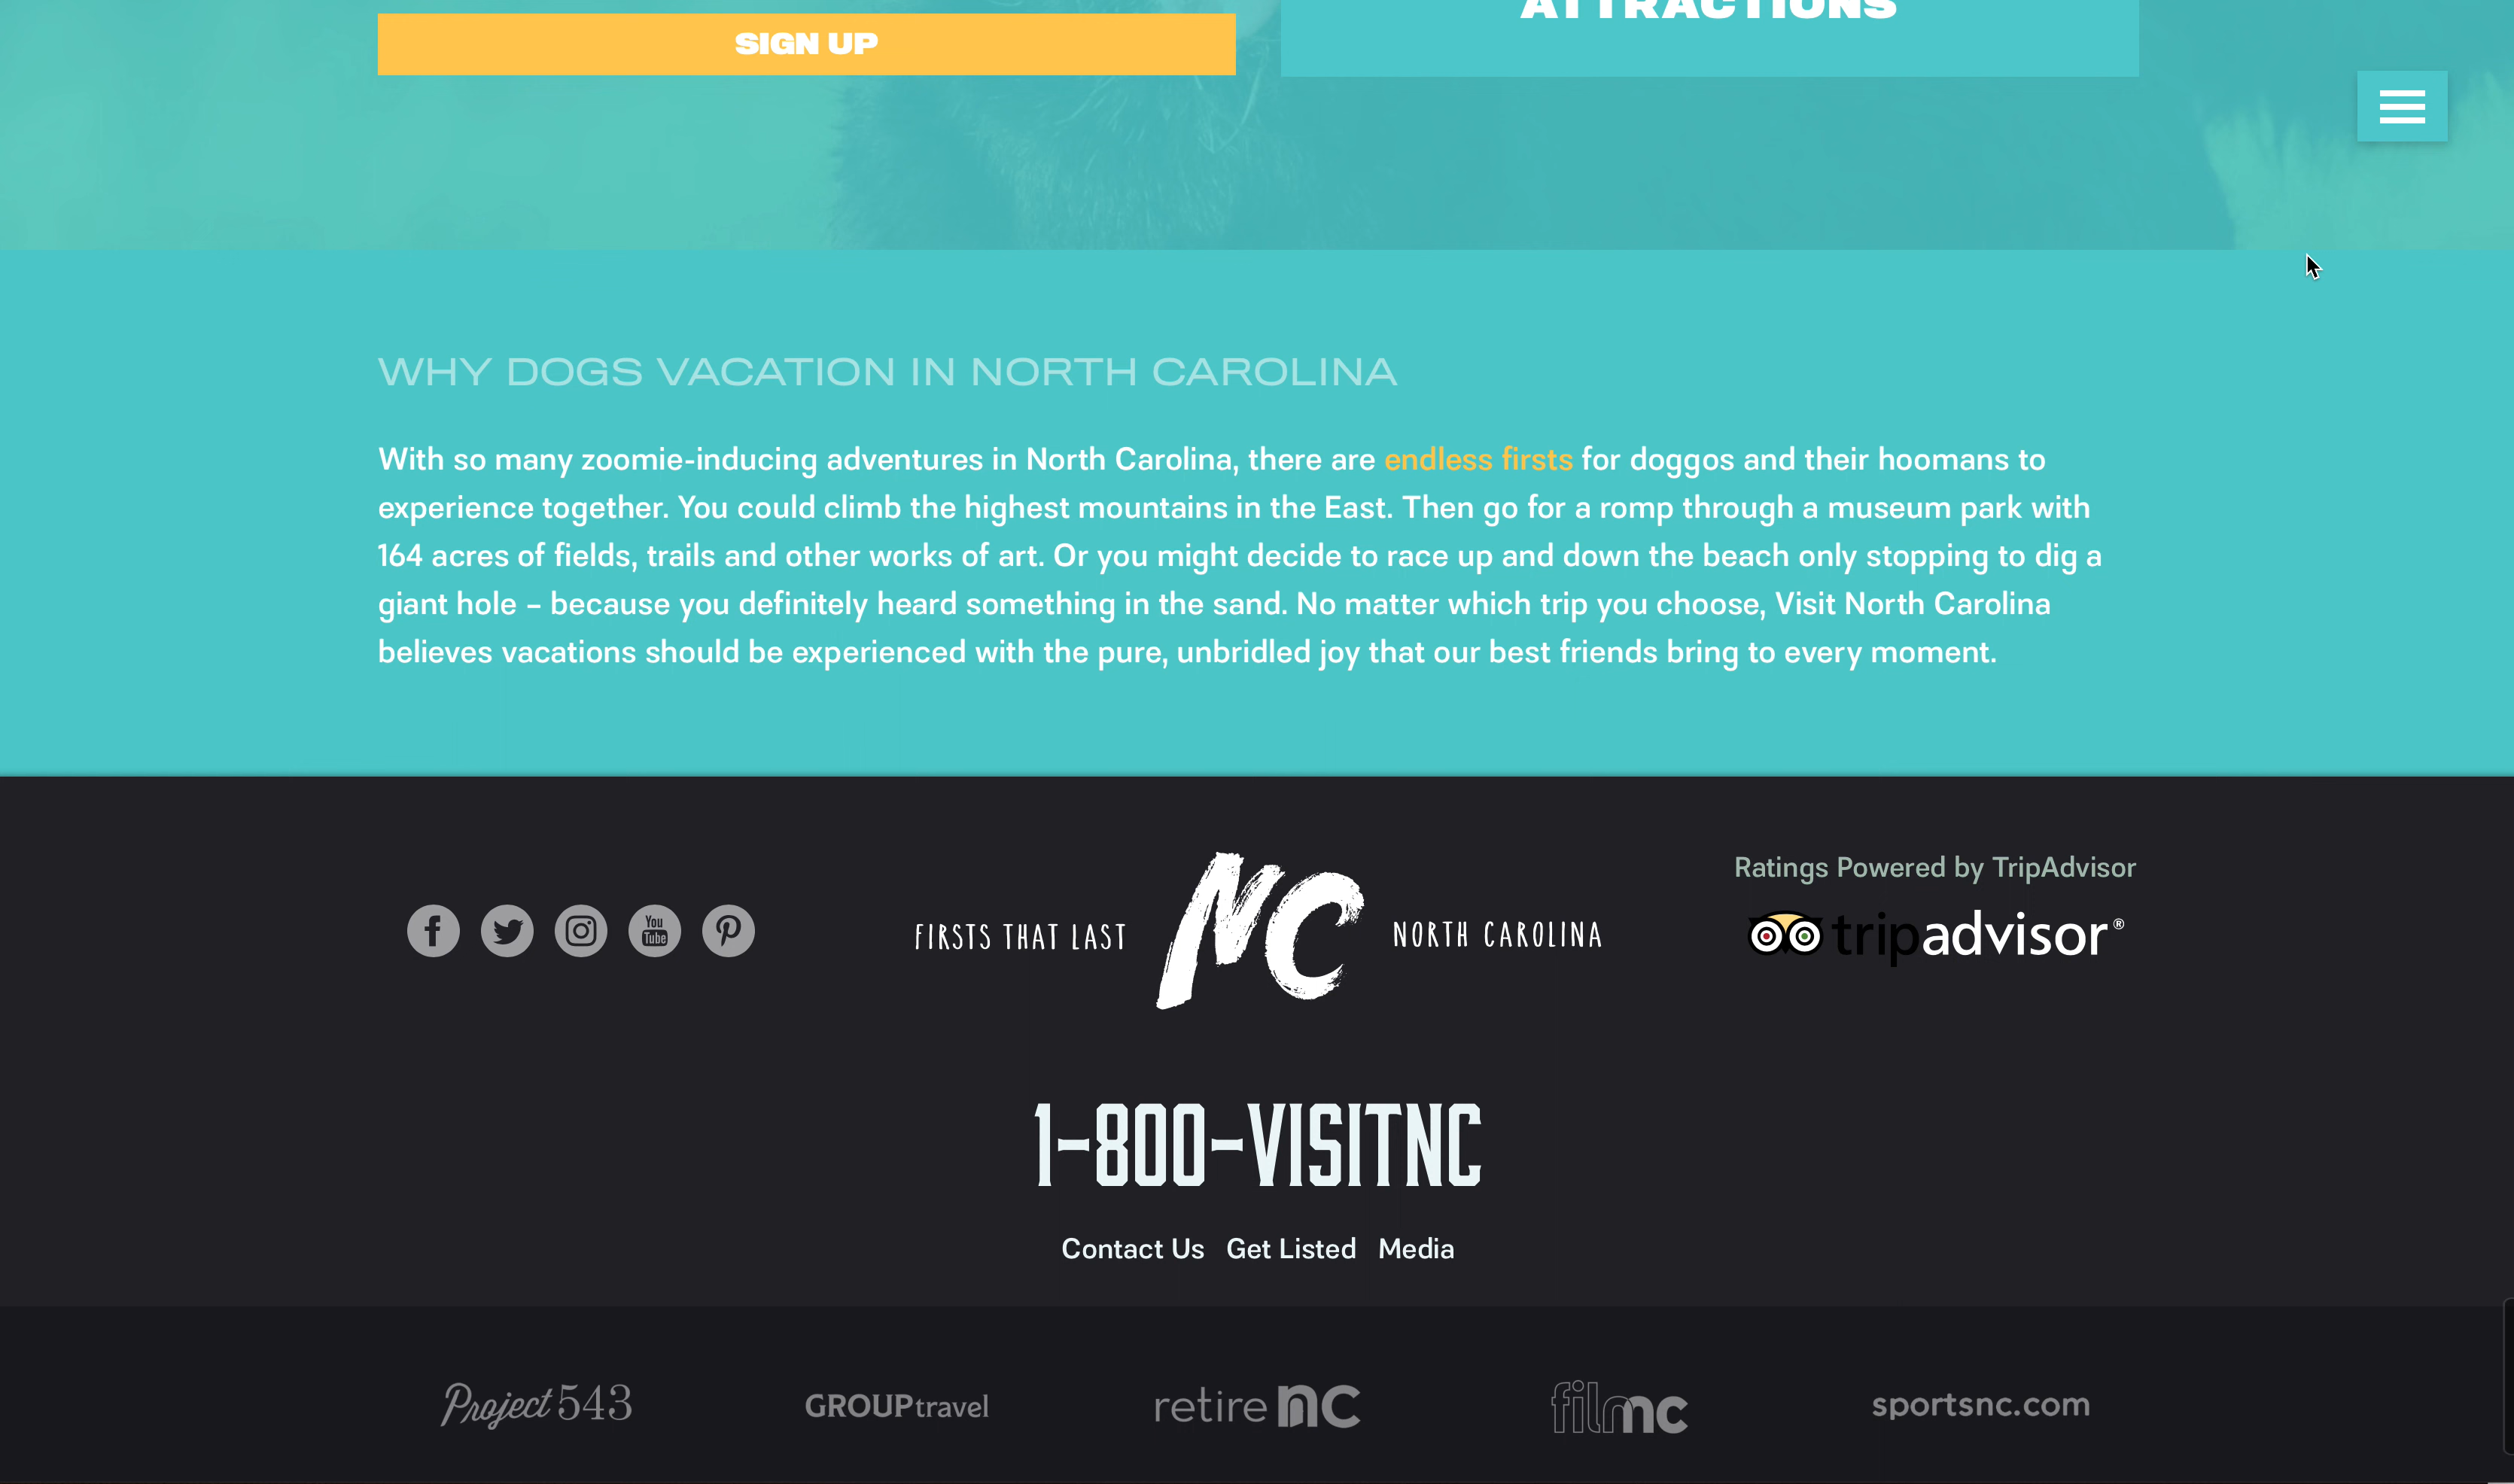 ATTRACTIONS
SIGN UP
WHY DOGS VACATION IN NORTH CAROLINA
With so many zoomie-inducing adventures in North Carolina, there are endless firsts for doggos and their hoomans to
experience together. You could climb the highest mountains in the East. Then go for a romp through a museum park with
164 acres of fields, trails and other works of art. Or you might decide to race up and down the beach only stopping to dig a
giant hole – because you definitely heard something in the sand. No matter which trip you choose, Visit North Carolina
believes vacations should be experienced with the pure, unbridled joy that our best friends bring to every moment.
You
Tube
FIRSTS THAT LAST NC NORTH CAROLINA
Ratings Powered by TripAdvisor
tripadvisor®
1-800-VISITNC
Contact Us Get Listed Media
Project 543 GROUPtravel retire nc filmnc sportsnc.com